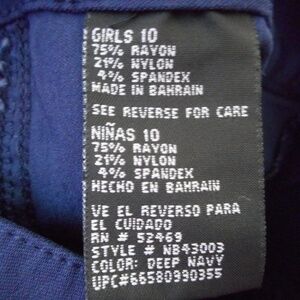 GIRLS 10
75% RAYON
21% NYLON
4% SPANDEX
MADE IN BAHRAIN
SEE REVERSE FOR CARE
NIÑAS 10
75% RAYON
21% NYLON
4% SPANDEX
HECHO EN BAHRAIN
VE EL REVERSO PARA
EL CUIDADO
RN # 52469
STYLE # NB43003
COLOR: DEEP NAVY
UPC#66580990355